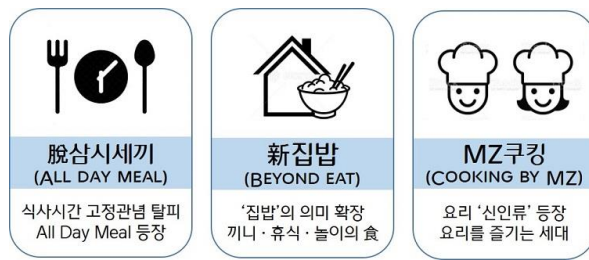 脫삼시세끼
(ALL DAY MEAL)
식사시간 고정관념 탈피
All Day Meal 등장
新집밥
(BEYOND EAT)
‘집밥’의 의미 확장
끼니·휴식·놀이의 食
MZ쿠킹
(COOKING BY MZ)
요리 ‘신인류’ 등장
요리를 즐기는 세대